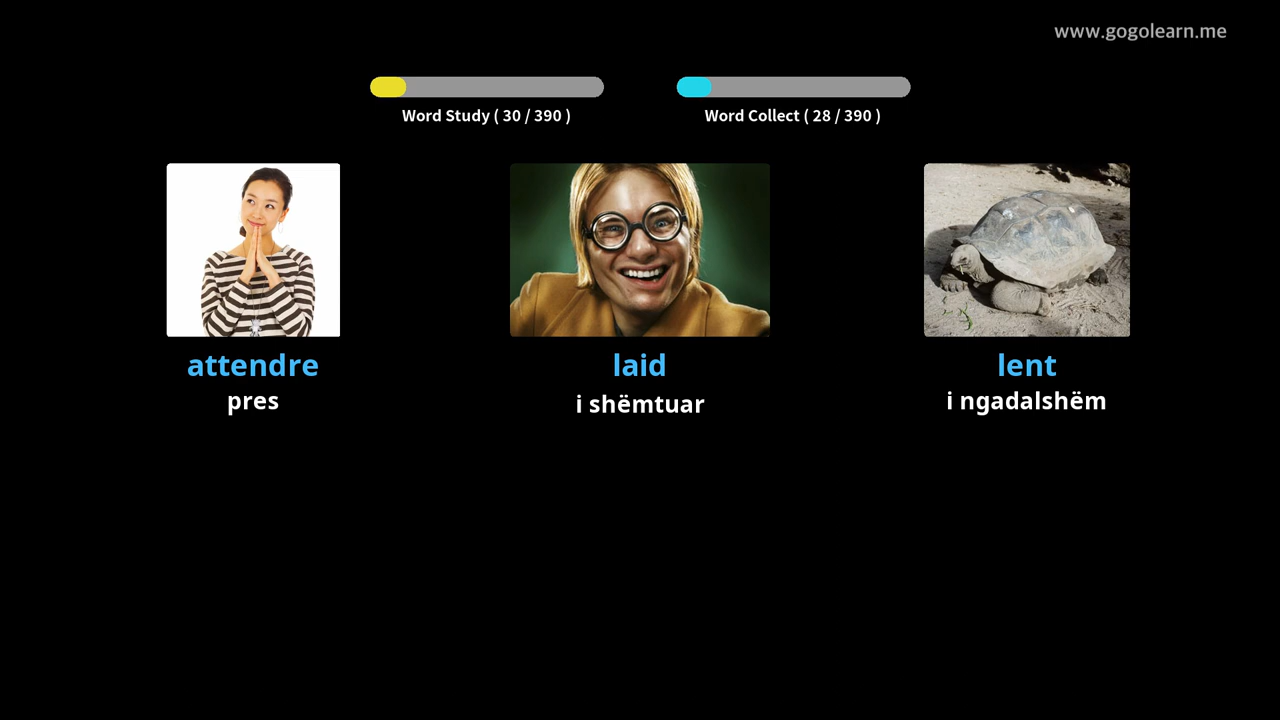 www.gogolearn.me
Word Study ( 30 / 390 )
Word Collect ( 28 / 390 )
attendre
pres
laid
i shëmtuar
lent
i ngadalshëm